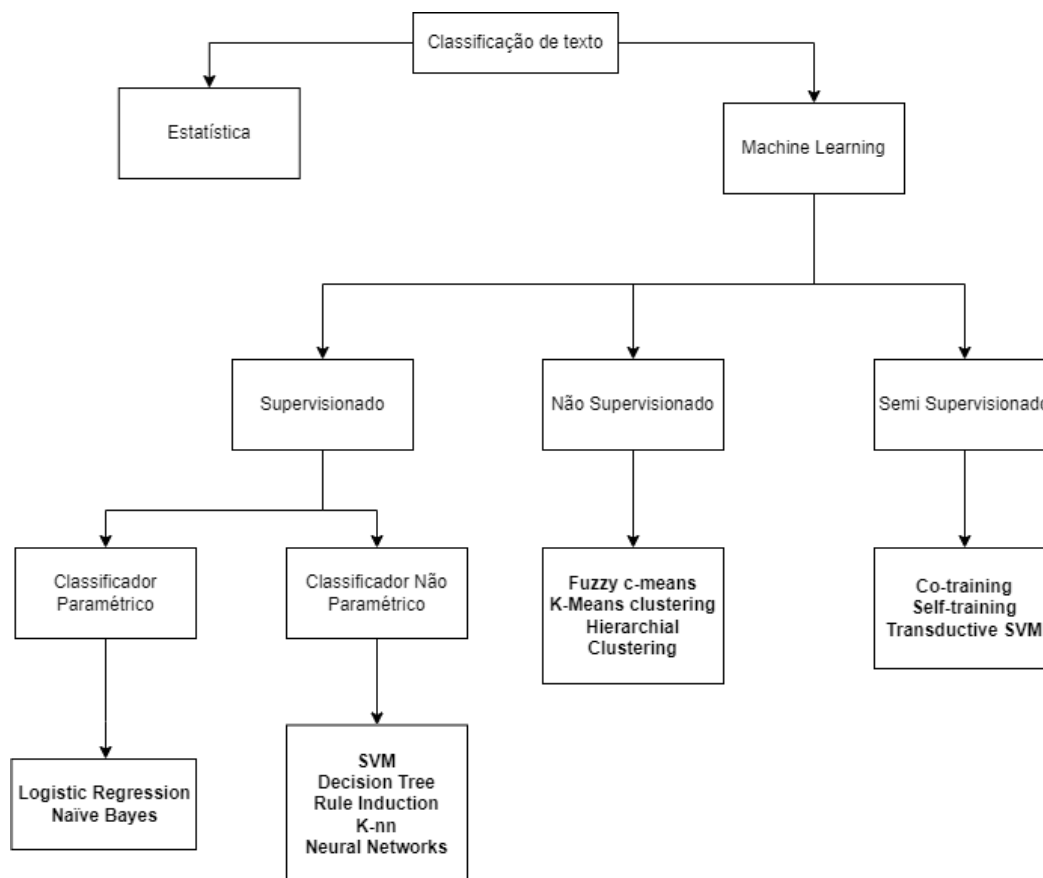 Classificação de texto
Estatística
Machine Learning
Supervisionado
Não Supervisionado
Semi Supervisionado
Classificador
Paramétrico
Classificador Não
Paramétrico
Fuzzy c-means
K-Means clustering
Hierarchial
Clustering
Co-training
Self-training
Transductive SVM
Logistic Regression
Naïve Bayes
SVM
Decision Tree
Rule Induction
K-nn
Neural Networks